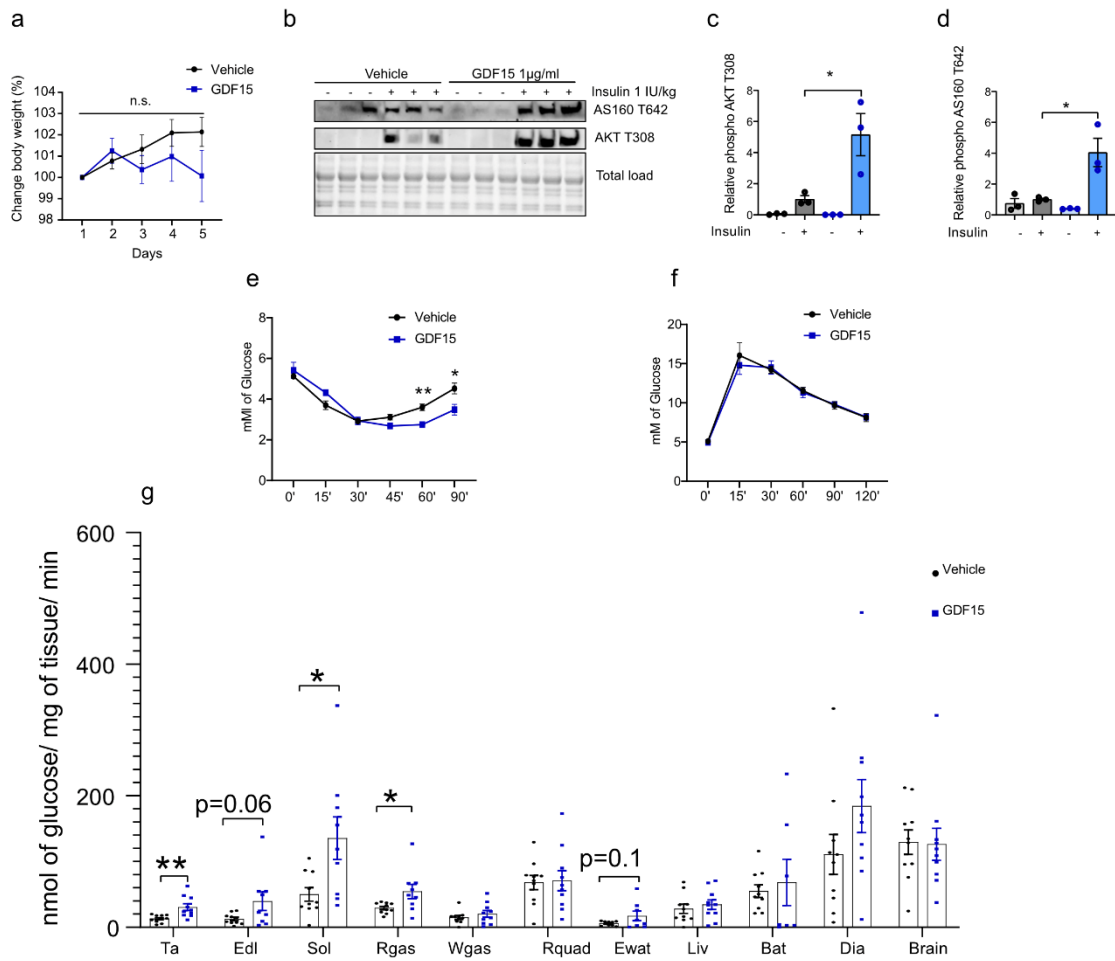 a
Vehicle
GDF15
n.s.
Change body weight (%)
104
103
102
101
100
99
98
1 2 3 4 5
Days
b
Vehicle GDF15 1µg/ml
- - - + + + - - - + + + Insulin 1 IU/kg
AS160 T642
AKT T308
Total load
c
*
Relative phospho AKT T308
8
6
4
2
0
Insulin - + - +
d
*
Relative phospho AS160 T642
8
6
4
2
0
Insulin - + - +
e
Vehicle
GDF15
mMl of Glucose
8
6
4
2
0
** *
0' 15' 30' 45' 60' 90'
f
Vehicle
GDF15
mM of Glucose
20
15
10
5
0
0' 15' 30' 60' 90' 120'
g
nmol of glucose/ mg of tissue/ min
600
400
200
0
Vehicle
GDF15
**
p=0.06
*
*
p=0.1
Ta Edl Sol Rgas Wgas Rquad Ewat Liv Bat Dia Brain